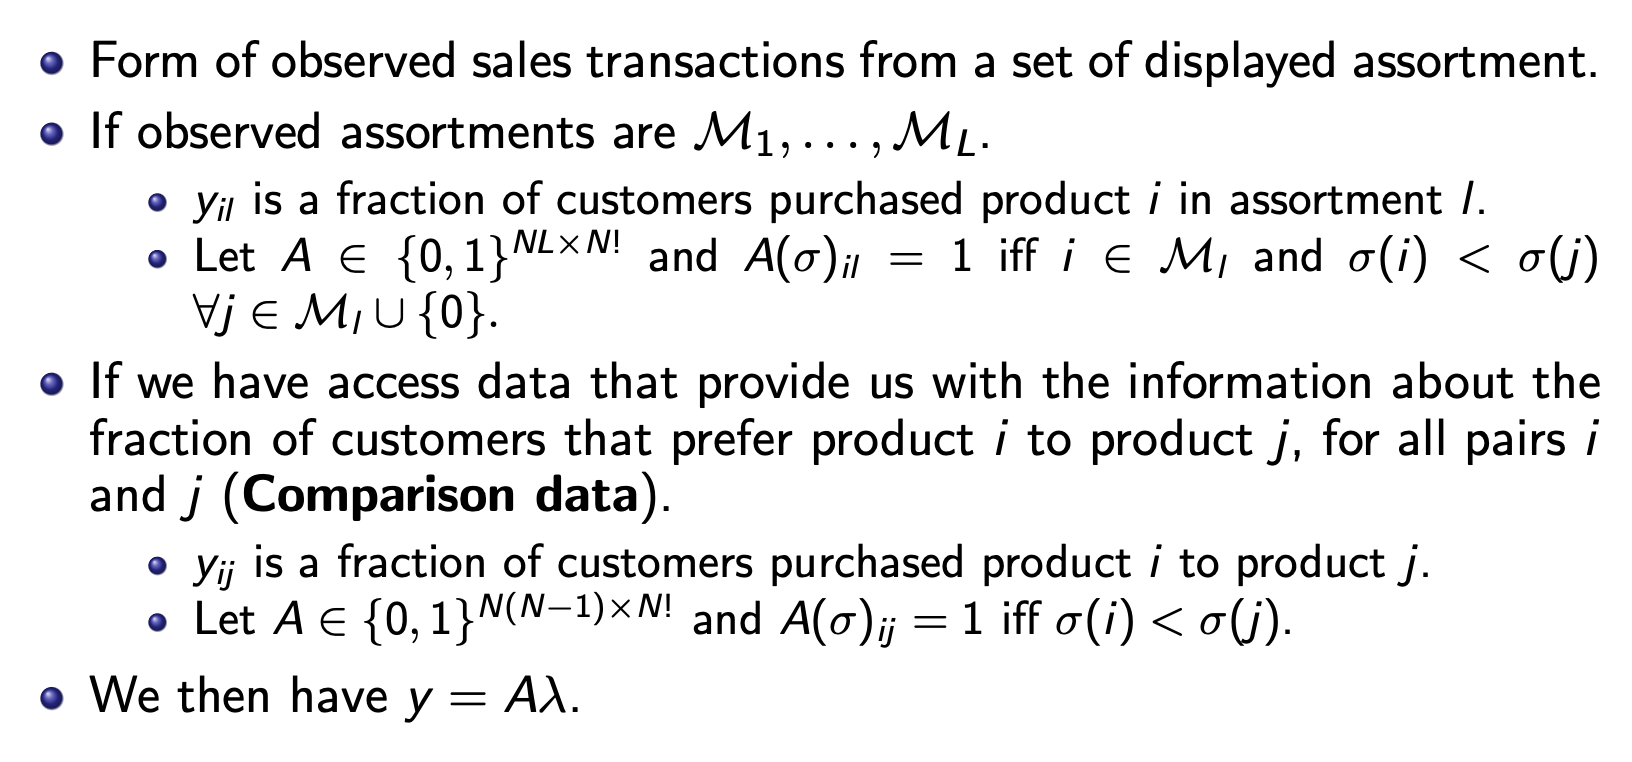 Form of observed sales transactions from a set of displayed assortment.
If observed assortments are $\mathcal{M}_1, \ldots, \mathcal{M}_L$.
$y_{il}$ is a fraction of customers purchased product $i$ in assortment $l$.
Let $A \in \{0, 1\}^{NL \times N!}$ and $A(\sigma)_{il} = 1$ iff $i \in \mathcal{M}_l$ and $\sigma(i) < \sigma(j)$
$\forall j \in \mathcal{M}_l \cup \{0\}$.
If we have access data that provide us with the information about the
fraction of customers that prefer product $i$ to product $j$, for all pairs $i$
and $j$ (Comparison data).
$y_{ij}$ is a fraction of customers purchased product $i$ to product $j$.
Let $A \in \{0, 1\}^{N(N-1) \times N!}$ and $A(\sigma)_{ij} = 1$ iff $\sigma(i) < \sigma(j)$.
We then have $y = A\lambda$.